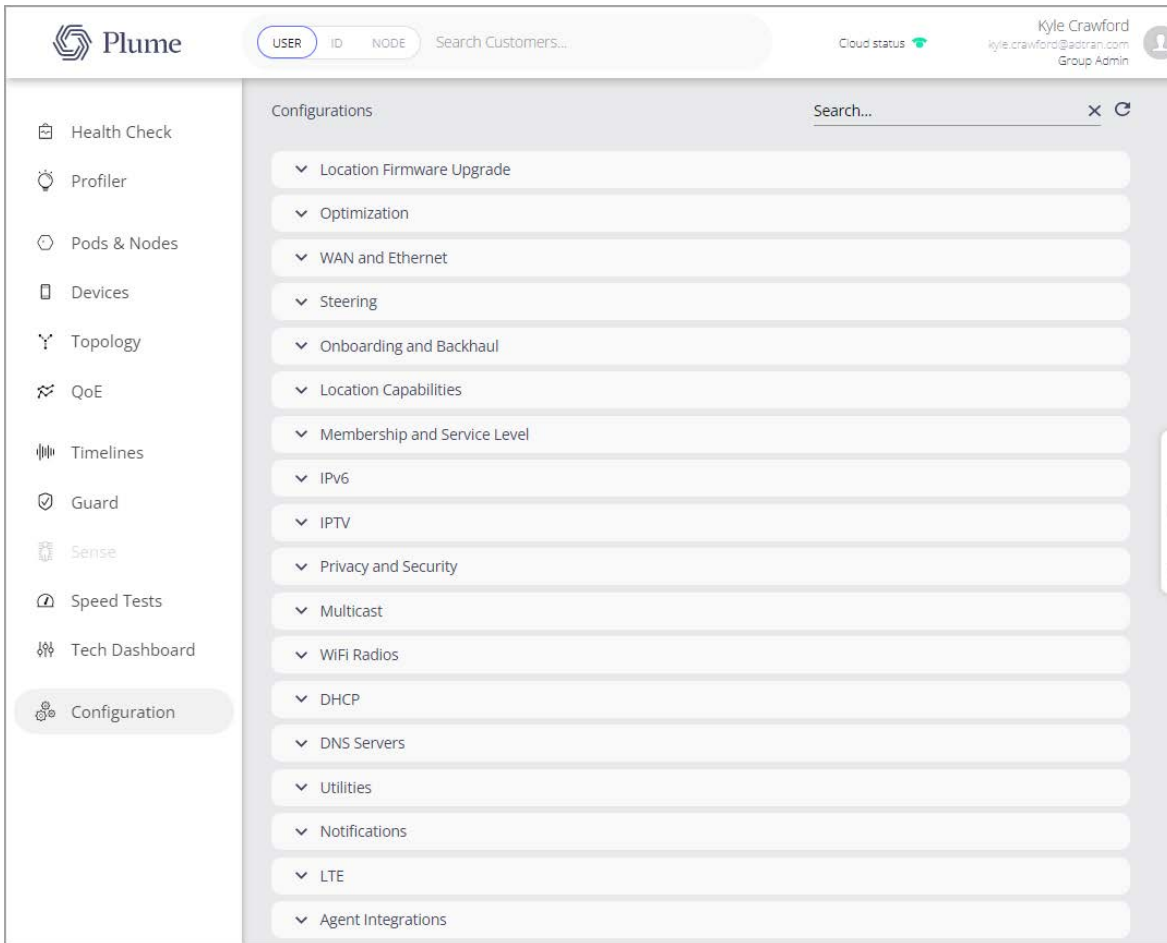 Plume
USER ID NODE Search Customers...
Cloud status
Kyle Crawford
kyle.crawford@adtran.com
Group Admin
Health Check
Profiler
Pods & Nodes
Devices
Topology
QoE
Timelines
Guard
Sense
Speed Tests
Tech Dashboard
Configuration
Configurations
Search...
Location Firmware Upgrade
Optimization
WAN and Ethernet
Steering
Onboarding and Backhaul
Location Capabilities
Membership and Service Level
IPv6
IPTV
Privacy and Security
Multicast
WiFi Radios
DHCP
DNS Servers
Utilities
Notifications
LTE
Agent Integrations